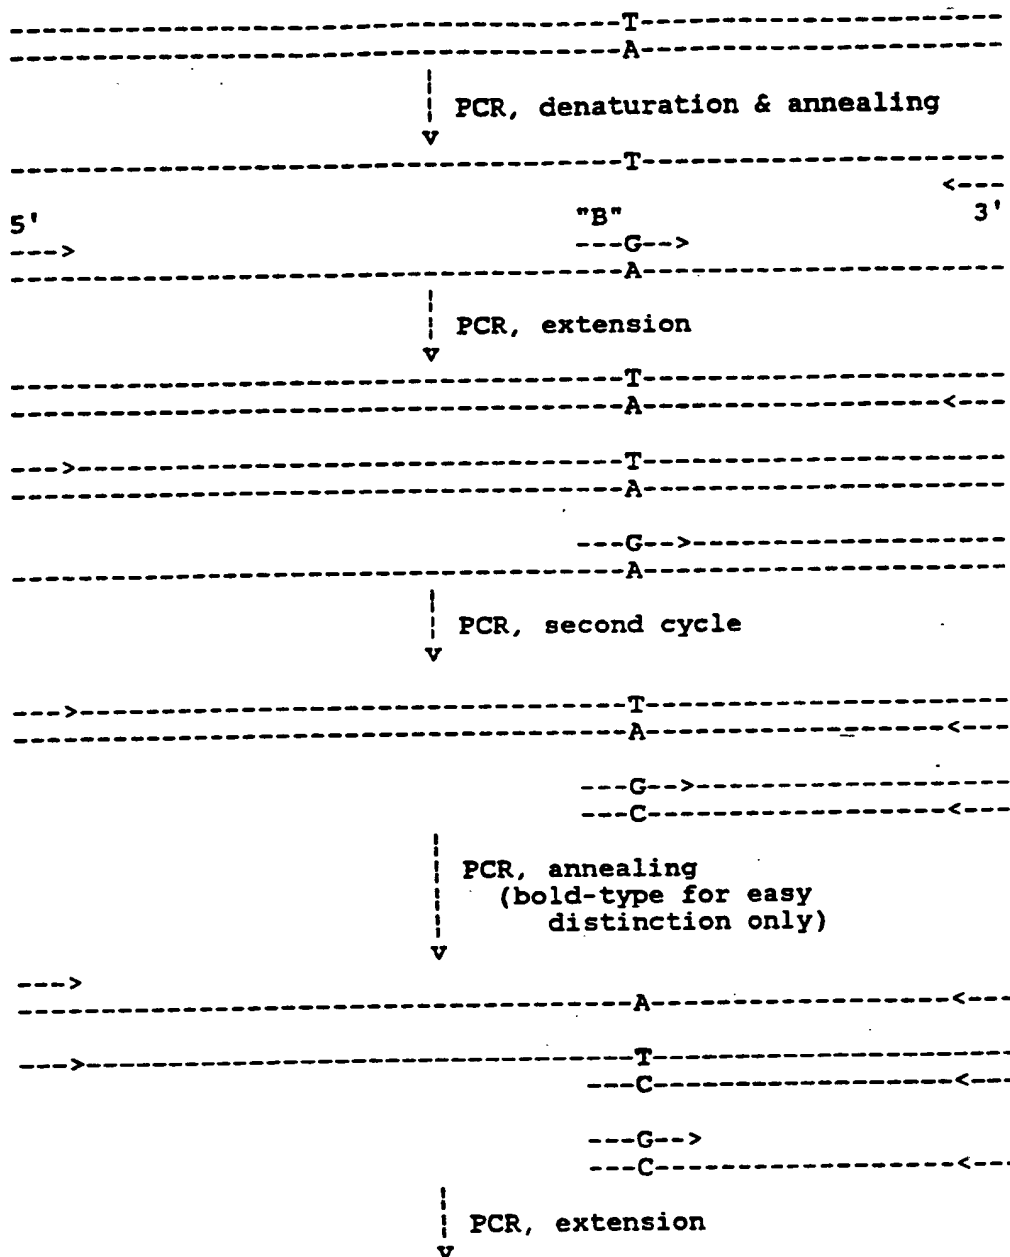 ------------------------------------------T------------------------
------------------------------------------A------------------------
PCR, denaturation & annealing
v
------------------------------------------T------------------------
<---
5' "B" 3'
---> ---G-->
------------------------------------------A------------------------
PCR, extension
v
------------------------------------------T------------------------
------------------------------------------A--------------------<---
--->--------------------------------------T------------------------
------------------------------------------A------------------------
---G-->---------------------
------------------------------------------A------------------------
PCR, second cycle
v
--->--------------------------------------T------------------------
------------------------------------------A--------------------<---
---G-->---------------------
---C--------------------<---
PCR, annealing
(bold-type for easy
distinction only)
v
--->
------------------------------------------A--------------------<---
--->--------------------------------------T------------------------
---C--------------------<---
---G-->
---C--------------------<---
PCR, extension
v